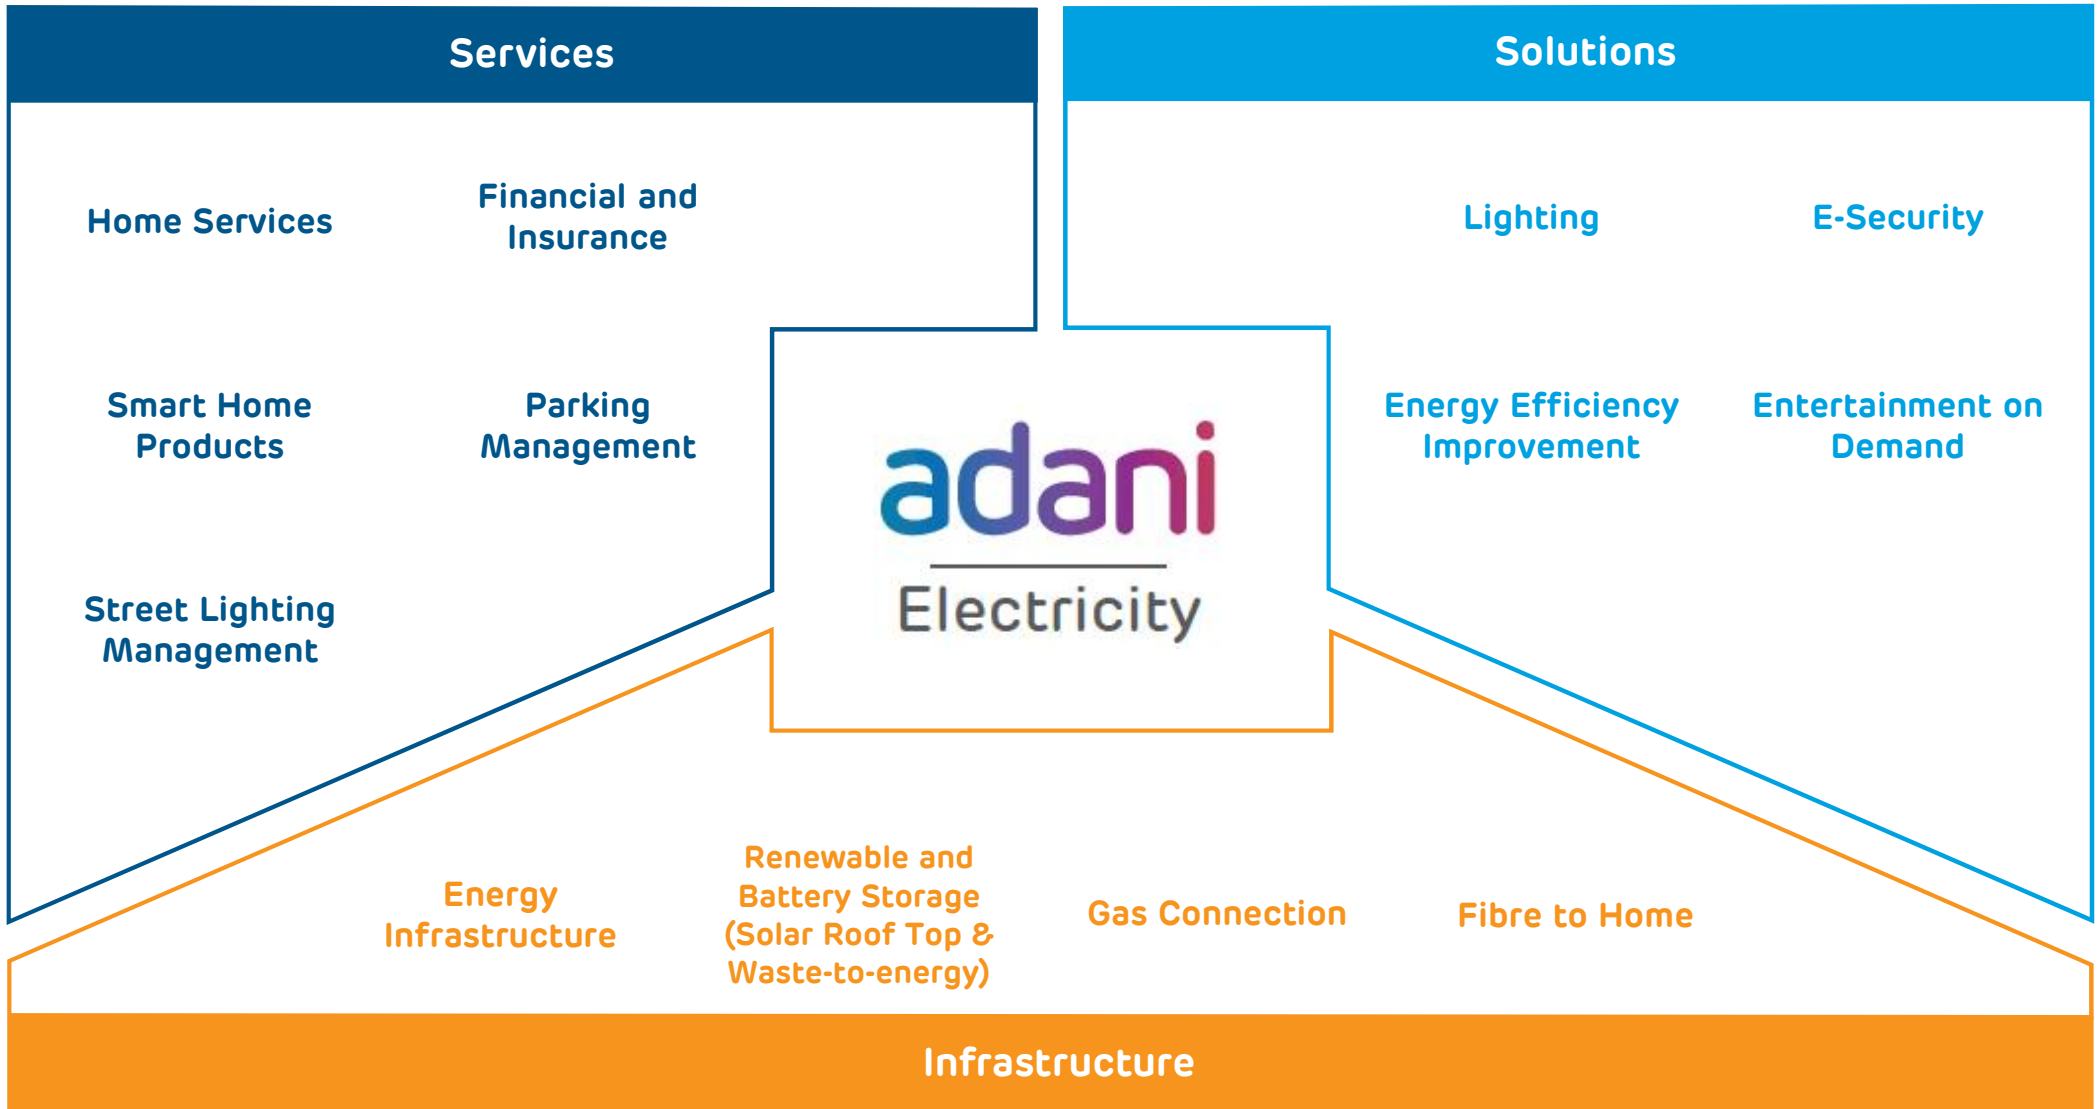 Services
Home Services
Financial and
Insurance
Smart Home
Products
Parking
Management
Street Lighting
Management
Solutions
Lighting
E-Security
Energy Efficiency
Improvement
Entertainment on
Demand
adani
Electricity
Energy
Infrastructure
Renewable and
Battery Storage
(Solar Roof Top &
Waste-to-energy)
Gas Connection
Fibre to Home
Infrastructure